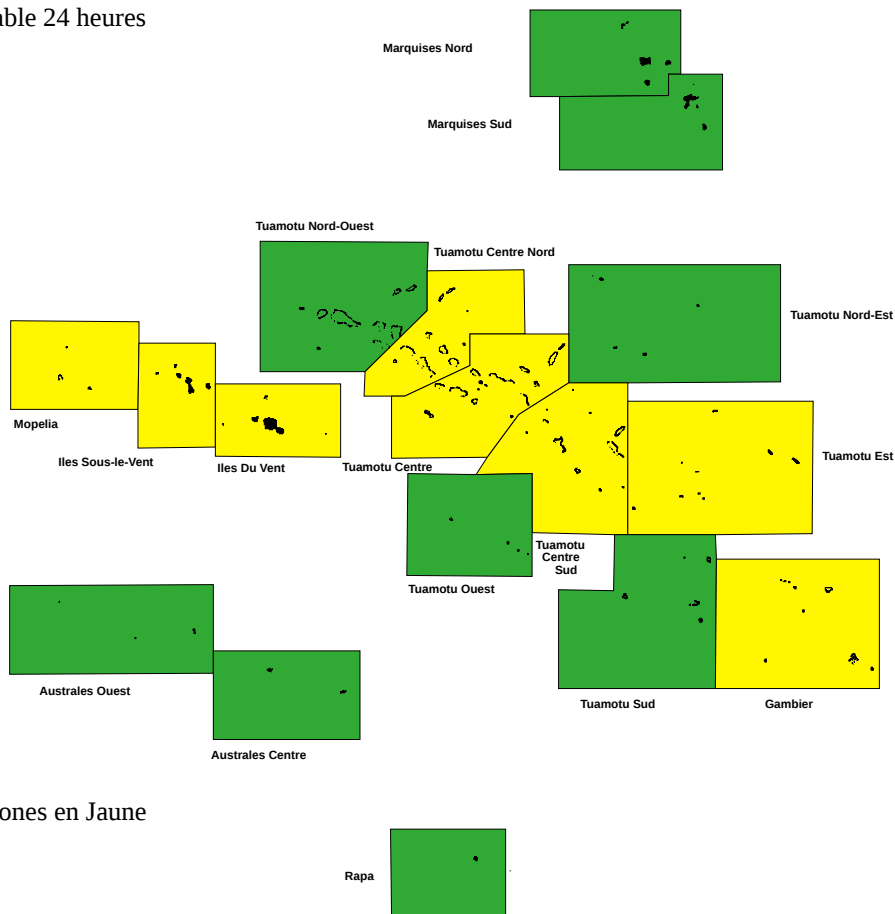 able 24 heures
Marquises Nord
Marquises Sud
Tuamotu Nord-Ouest
Tuamotu Centre Nord
Tuamotu Nord-Est
Mopelia
Iles Sous-le-Vent
Iles Du Vent
Tuamotu Centre
Tuamotu Est
Tuamotu
Centre
Sud
Tuamotu Ouest
Australes Ouest
Tuamotu Sud
Gambier
Australes Centre
ones en Jaune
Rapa